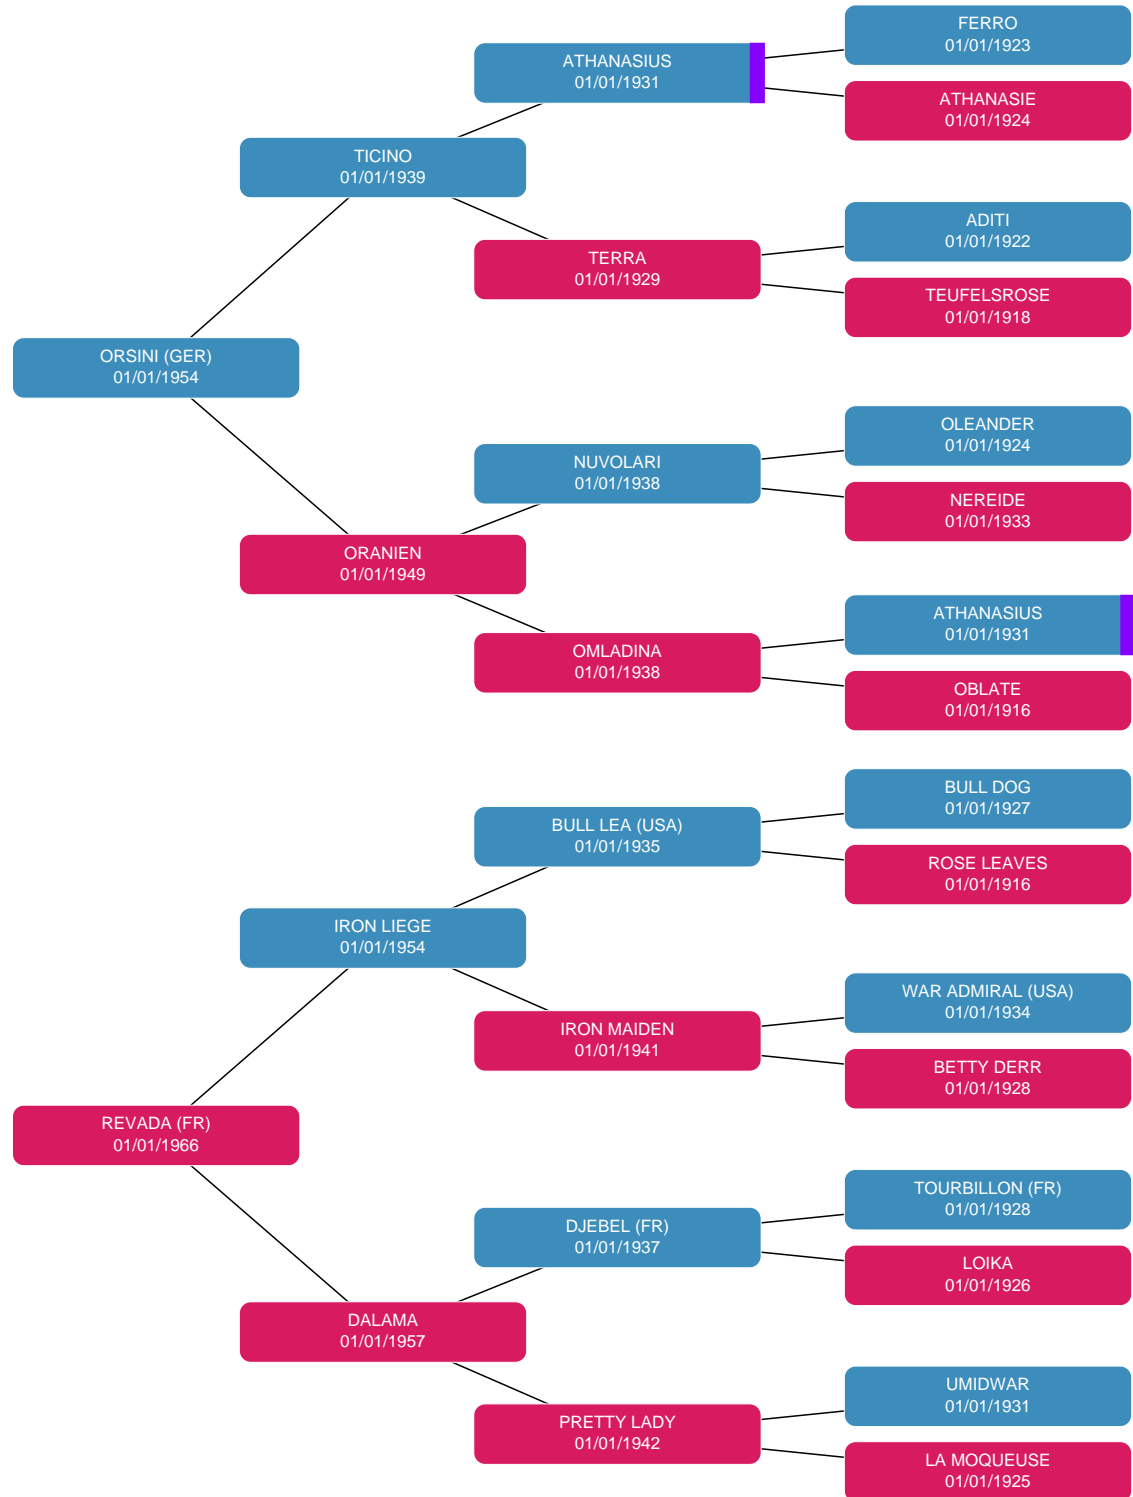 FERRO
01/01/1923
ATHANASIUS
01/01/1931
ATHANASIE
01/01/1924
TICINO
01/01/1939
ADITI
01/01/1922
TERRA
01/01/1929
TEUFELSROSE
01/01/1918
ORSINI (GER)
01/01/1954
OLEANDER
01/01/1924
NUVOLARI
01/01/1938
NEREIDE
01/01/1933
ORANIEN
01/01/1949
ATHANASIUS
01/01/1931
OMLADINA
01/01/1938
OBLATE
01/01/1916
BULL DOG
01/01/1927
BULL LEA (USA)
01/01/1935
ROSE LEAVES
01/01/1916
IRON LIEGE
01/01/1954
WAR ADMIRAL (USA)
01/01/1934
IRON MAIDEN
01/01/1941
BETTY DERR
01/01/1928
REVADA (FR)
01/01/1966
TOURBILLON (FR)
01/01/1928
DJEBEL (FR)
01/01/1937
LOIKA
01/01/1926
DALAMA
01/01/1957
UMIDWAR
01/01/1931
PRETTY LADY
01/01/1942
LA MOQUEUSE
01/01/1925